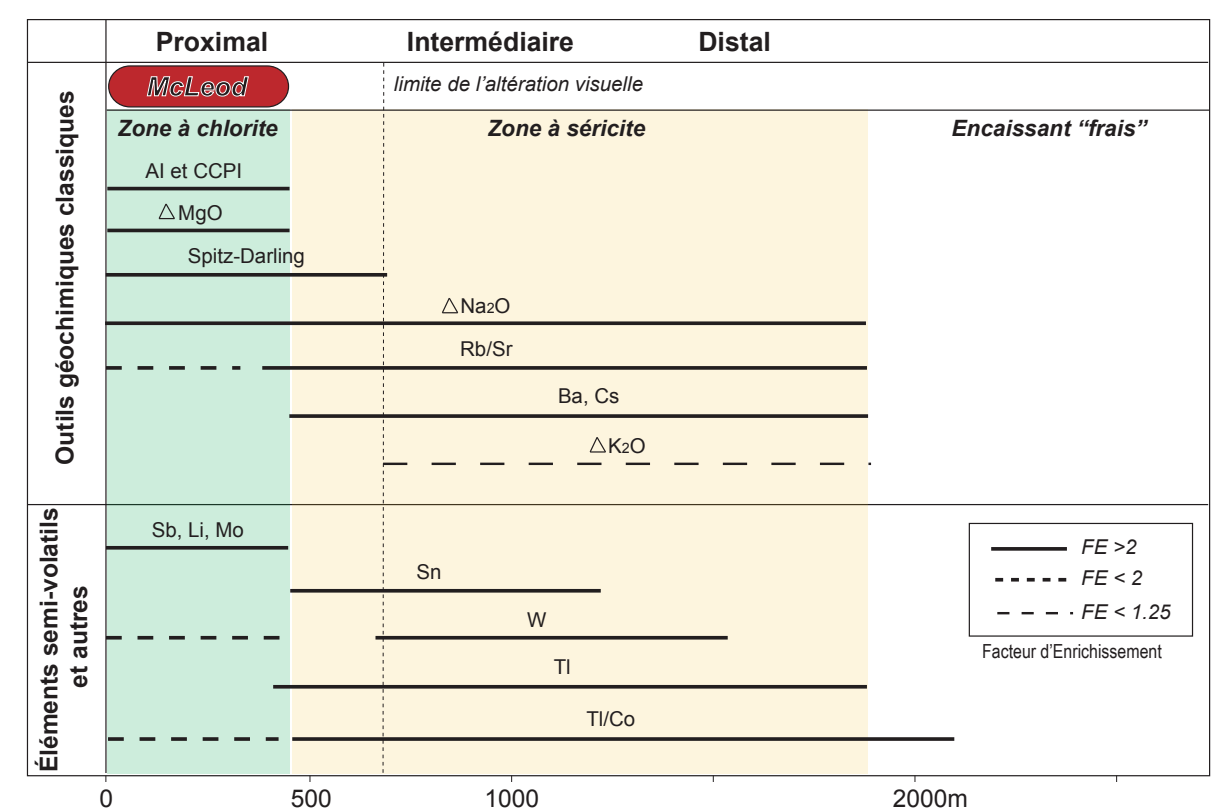 Proximal Intermédiaire Distal
McLeod
limite de l'altération visuelle
Outils géochimiques classiques
Zone à chlorite Zone à séricite Encaissant “frais”
AI et CCPI
△MgO
Spitz-Darling
△Na2O
Rb/Sr
Ba, Cs
△K2O
Éléments semi-volatils
et autres
Sb, Li, Mo
Sn
W
Tl
Tl/Co
FE >2
FE < 2
FE < 1.25
Facteur d'Enrichissement
0 500 1000 2000m